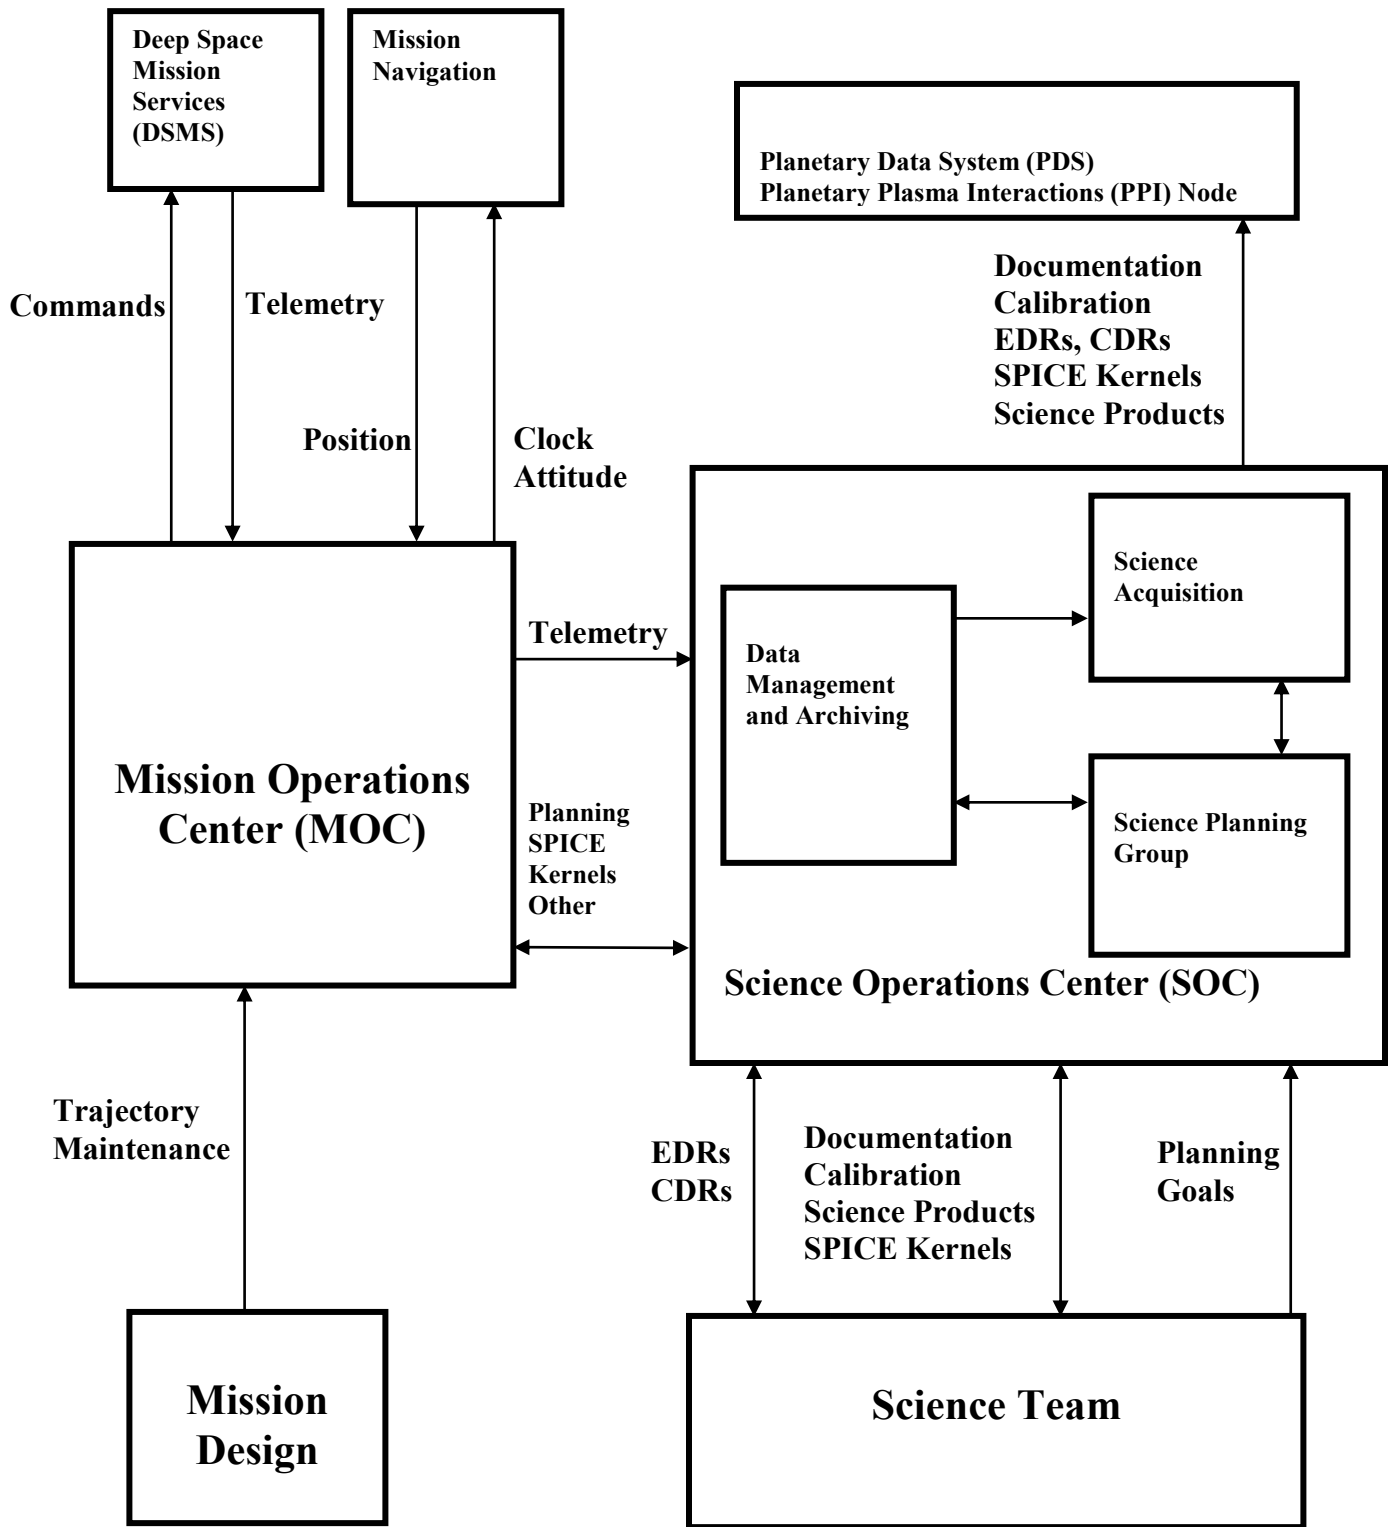 Deep Space
Mission
Services
(DSMS)
Mission
Navigation
Planetary Data System (PDS)
Planetary Plasma Interactions (PPI) Node
Commands
Telemetry
Position
Clock
Attitude
Documentation
Calibration
EDRs, CDRs
SPICE Kernels
Science Products
Mission Operations
Center (MOC)
Telemetry
Planning
SPICE
Kernels
Other
Data
Management
and Archiving
Science
Acquisition
Science Planning
Group
Science Operations Center (SOC)
Trajectory
Maintenance
EDRs
CDRs
Documentation
Calibration
Science Products
SPICE Kernels
Planning
Goals
Mission
Design
Science Team